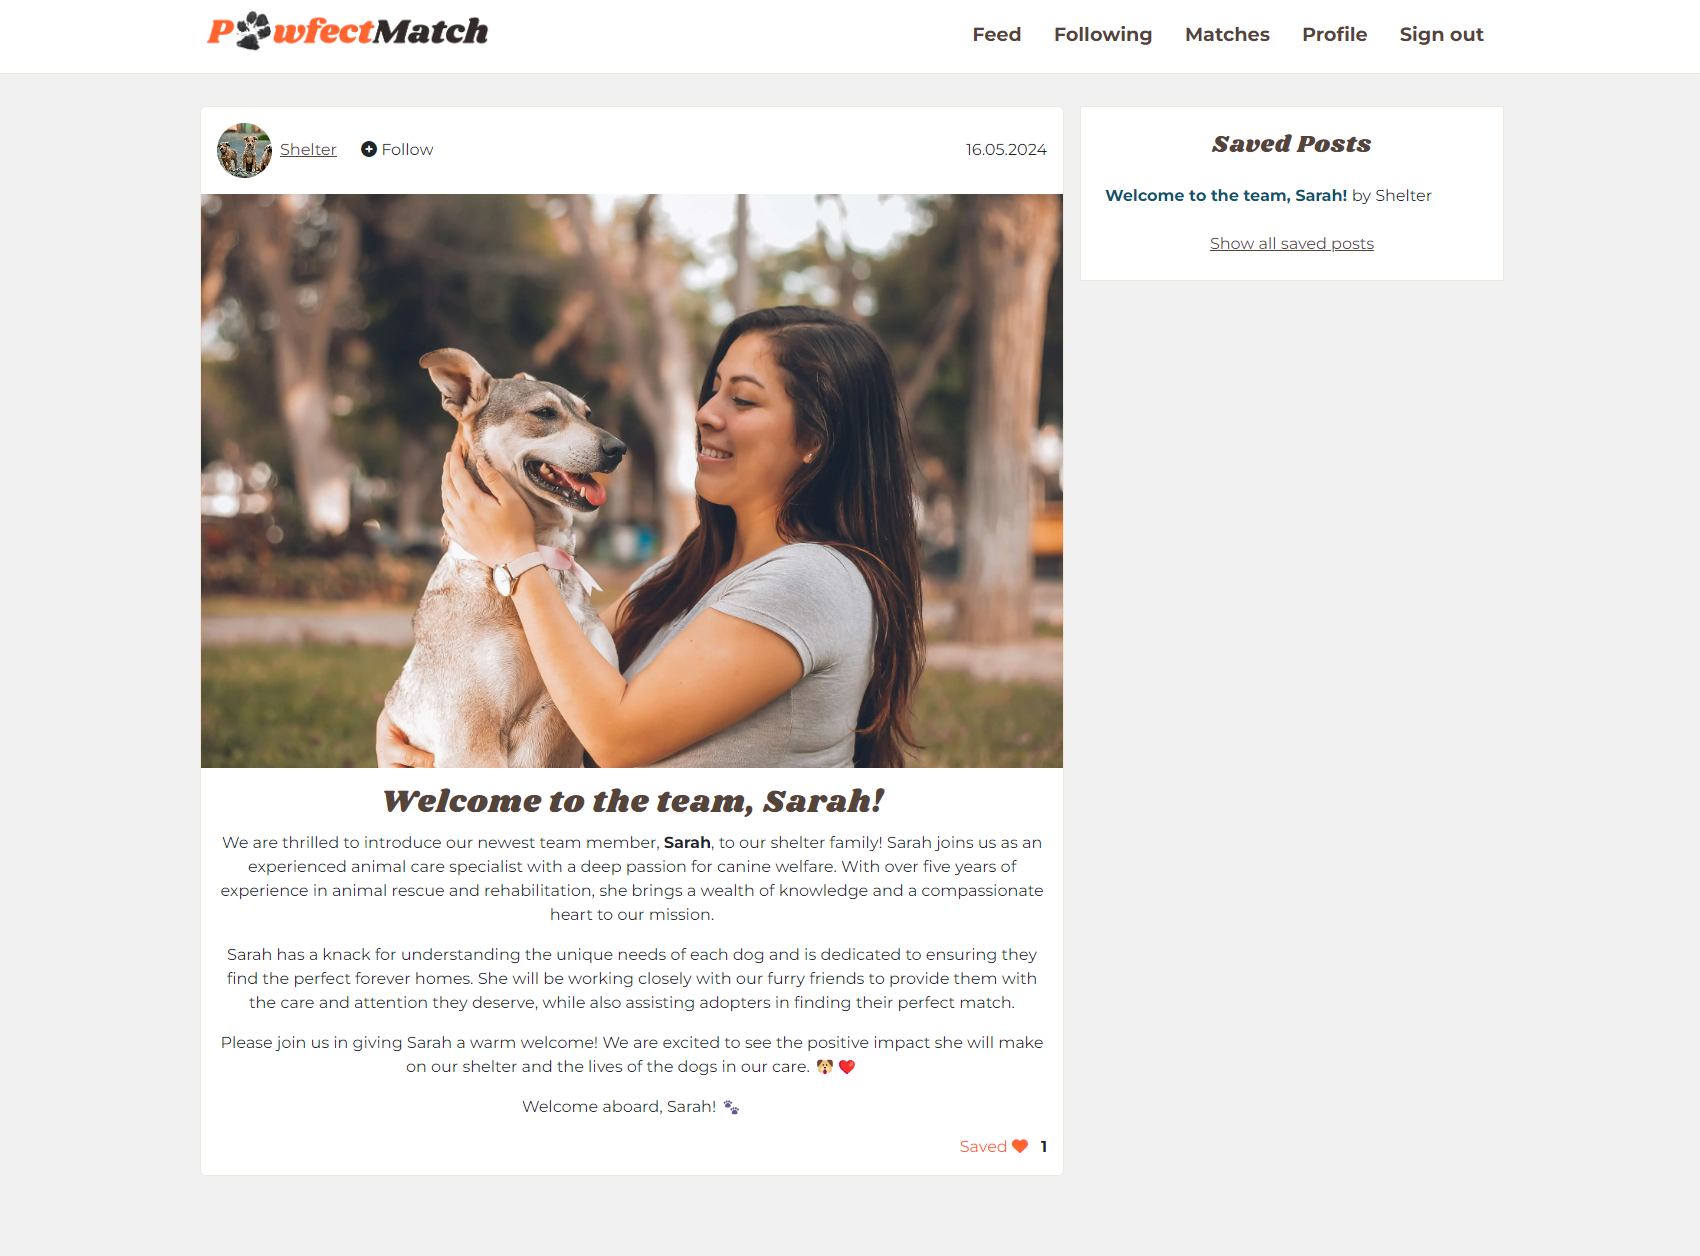 PawfectMatch
Feed Following Matches Profile Sign out
Shelter Follow 16.05.2024
Welcome to the team, Sarah!
We are thrilled to introduce our newest team member, Sarah, to our shelter family! Sarah joins us as an
experienced animal care specialist with a deep passion for canine welfare. With over five years of
experience in animal rescue and rehabilitation, she brings a wealth of knowledge and a compassionate
heart to our mission.
Sarah has a knack for understanding the unique needs of each dog and is dedicated to ensuring they
find the perfect forever homes. She will be working closely with our furry friends to provide them with
the care and attention they deserve, while also assisting adopters in finding their perfect match.
Please join us in giving Sarah a warm welcome! We are excited to see the positive impact she will make
on our shelter and the lives of the dogs in our care. 🐶 ❤️
Welcome aboard, Sarah! 🐾
Saved 1
Saved Posts
Welcome to the team, Sarah! by Shelter
Show all saved posts